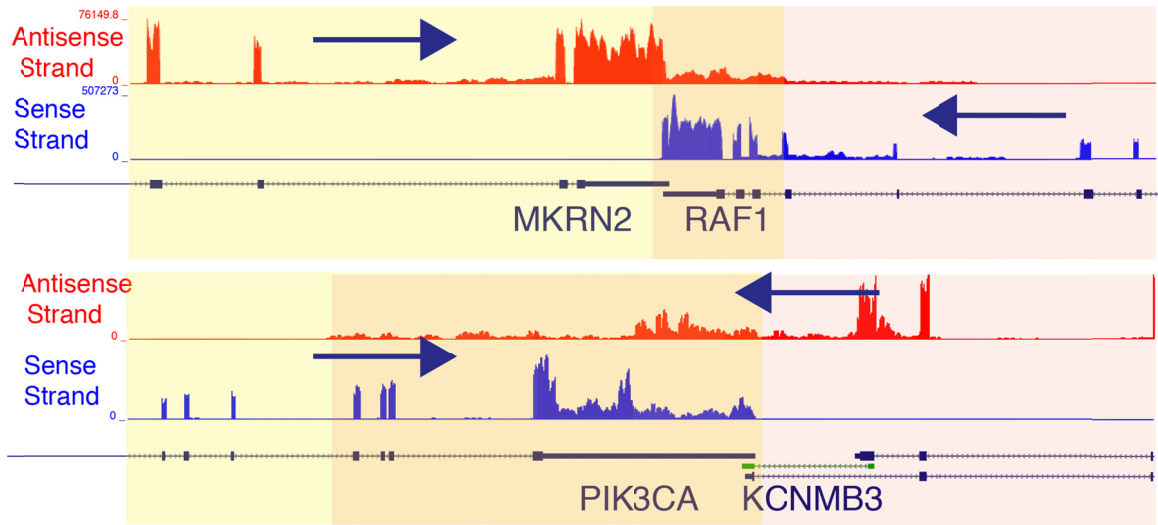 76149.8
Antisense
Strand
0
507273
Sense
Strand
0
MKRN2 RAF1
Antisense
Strand
0
Sense
Strand
0
PIK3CA KCNMB3